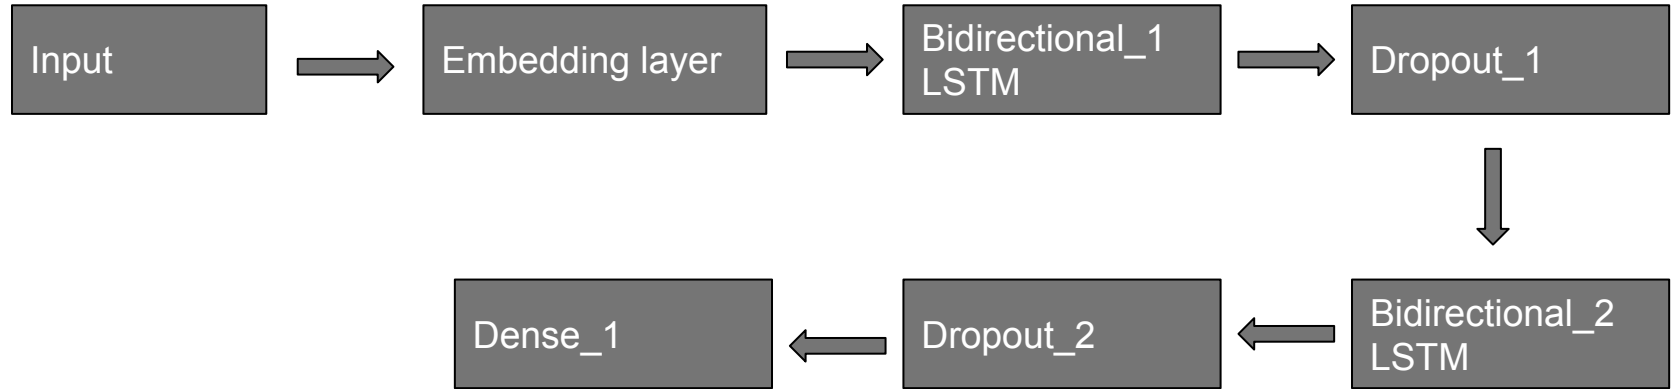 Input
Embedding layer
Bidirectional_1
LSTM
Dropout_1
Bidirectional_2
LSTM
Dropout_2
Dense_1